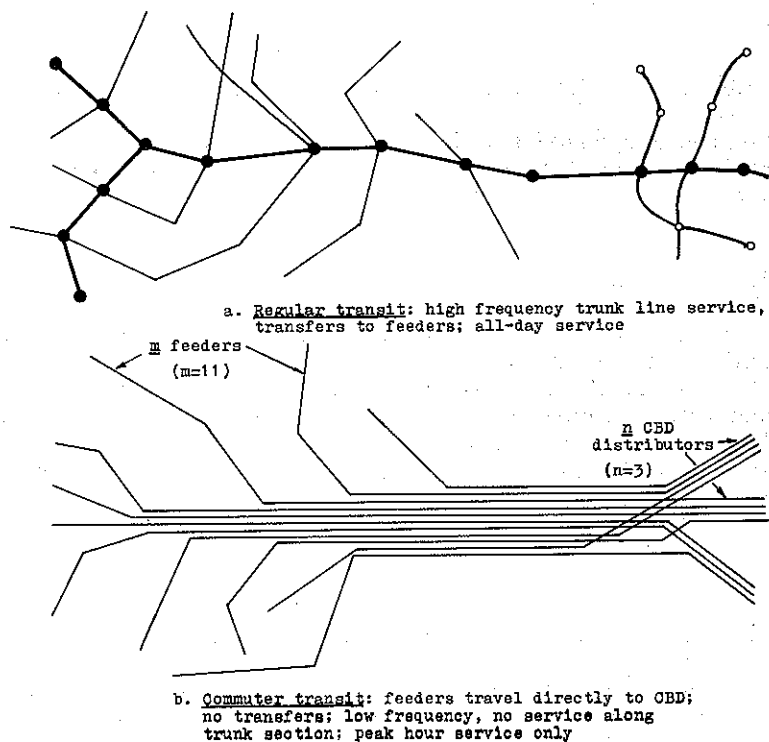 a. Regular transit: high frequency trunk line service,
transfers to feeders; all-day service
m feeders
(m=11)
n CBD
distributors
(n=3)
b. Commuter transit: feeders travel directly to CBD;
no transfers; low frequency, no service along
trunk section; peak hour service only